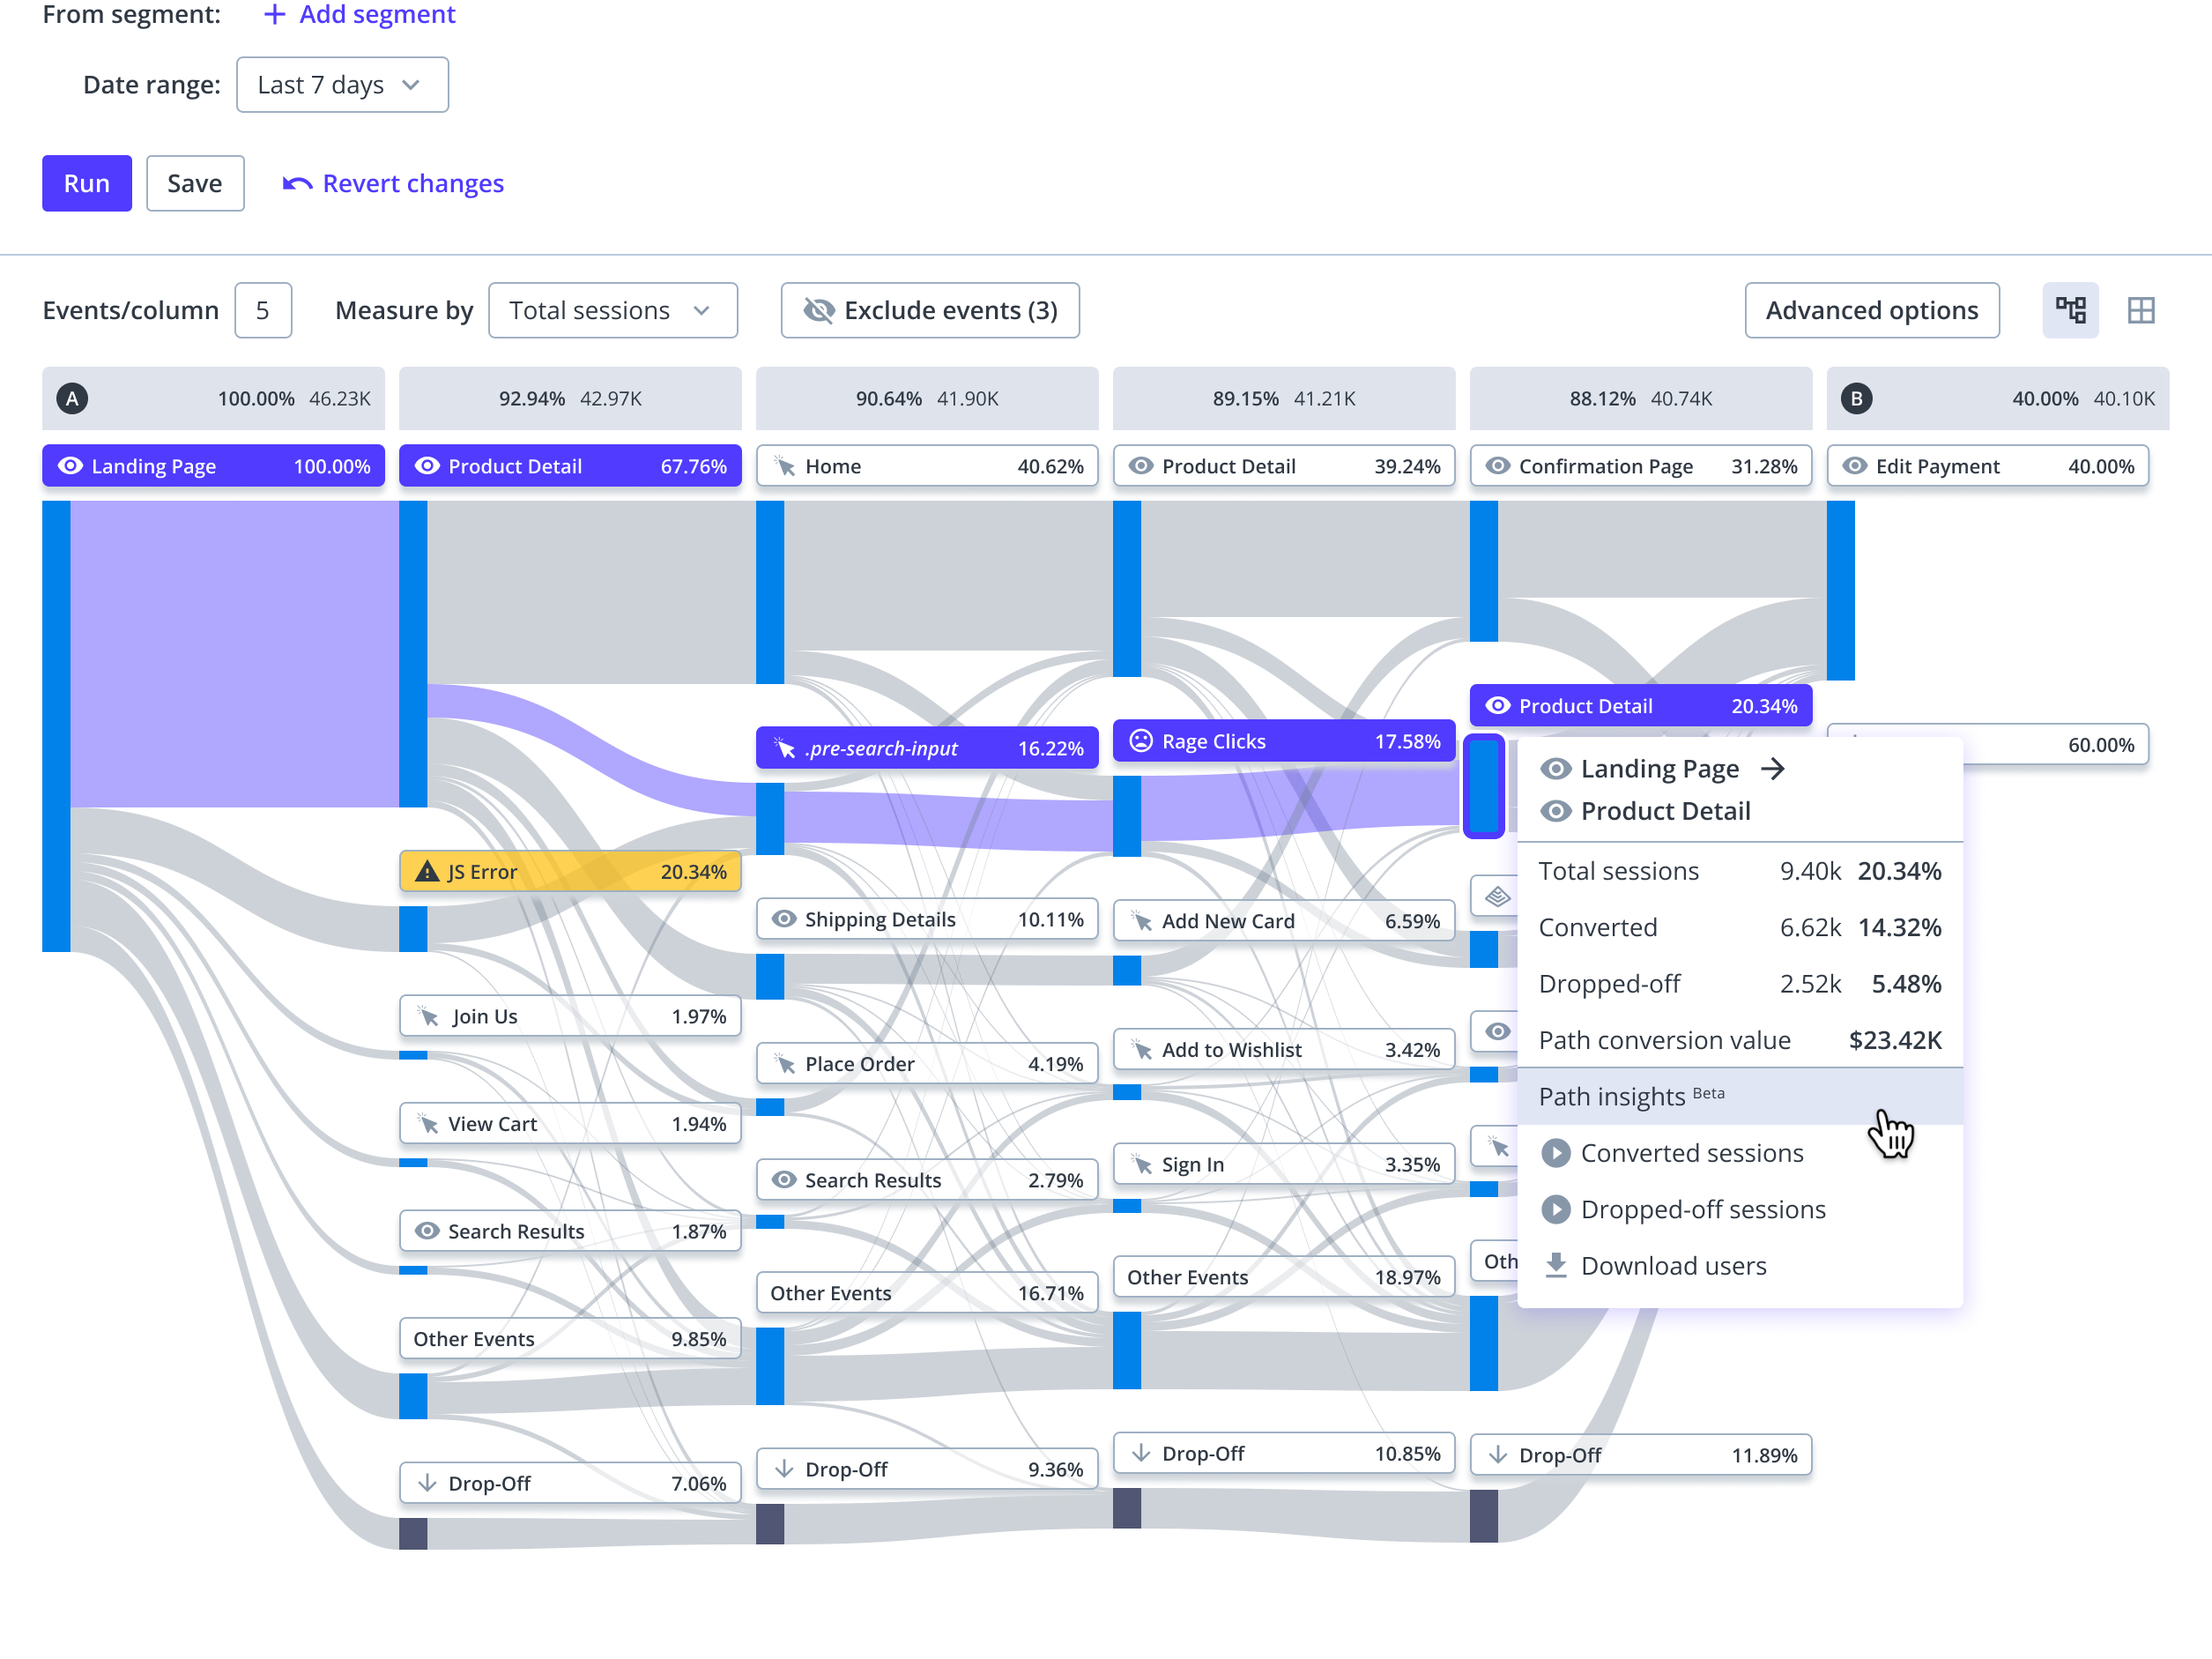 From segment: + Add segment
Date range: Last 7 days
Run Save Revert changes
Events/column 5 Measure by Total sessions Exclude events (3) Advanced options
A 100.00% 46.23K 92.94% 42.97K 90.64% 41.90K 89.15% 41.21K 88.12% 40.74K B 40.00% 40.10K
Landing Page 100.00% Product Detail 67.76% Home 40.62% Product Detail 39.24% Confirmation Page 31.28% Edit Payment 40.00%
Product Detail 20.34%
.pre-search-input 16.22% Rage Clicks 17.58% 60.00%
Landing Page →
Product Detail
JS Error 20.34%
Total sessions 9.40k 20.34%
Shipping Details 10.11% Add New Card 6.59%
Converted 6.62k 14.32%
Dropped-off 2.52k 5.48%
Join Us 1.97%
Path conversion value $23.42K
Place Order 4.19% Add to Wishlist 3.42%
Path insights Beta
View Cart 1.94%
Converted sessions
Search Results 2.79% Sign In 3.35%
Dropped-off sessions
Search Results 1.87%
Download users
Other Events 16.71% Other Events 18.97% Oth
Other Events 9.85%
Drop-Off 7.06% Drop-Off 9.36% Drop-Off 10.85% Drop-Off 11.89%